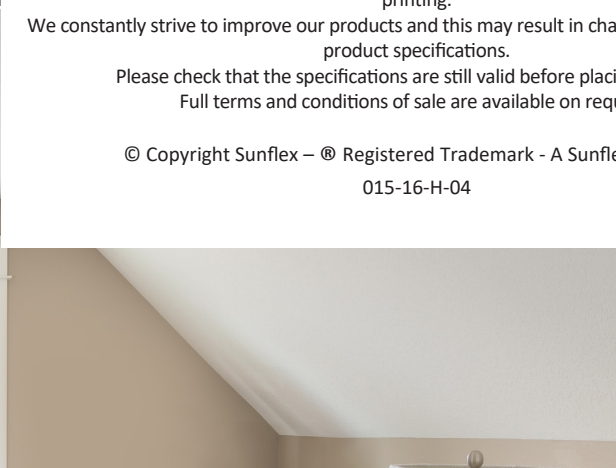 printing.
We constantly strive to improve our products and this may result in cha
product specifications.
Please check that the specifications are still valid before placi
Full terms and conditions of sale are available on requ
© Copyright Sunflex – ® Registered Trademark - A Sunfle
015-16-H-04